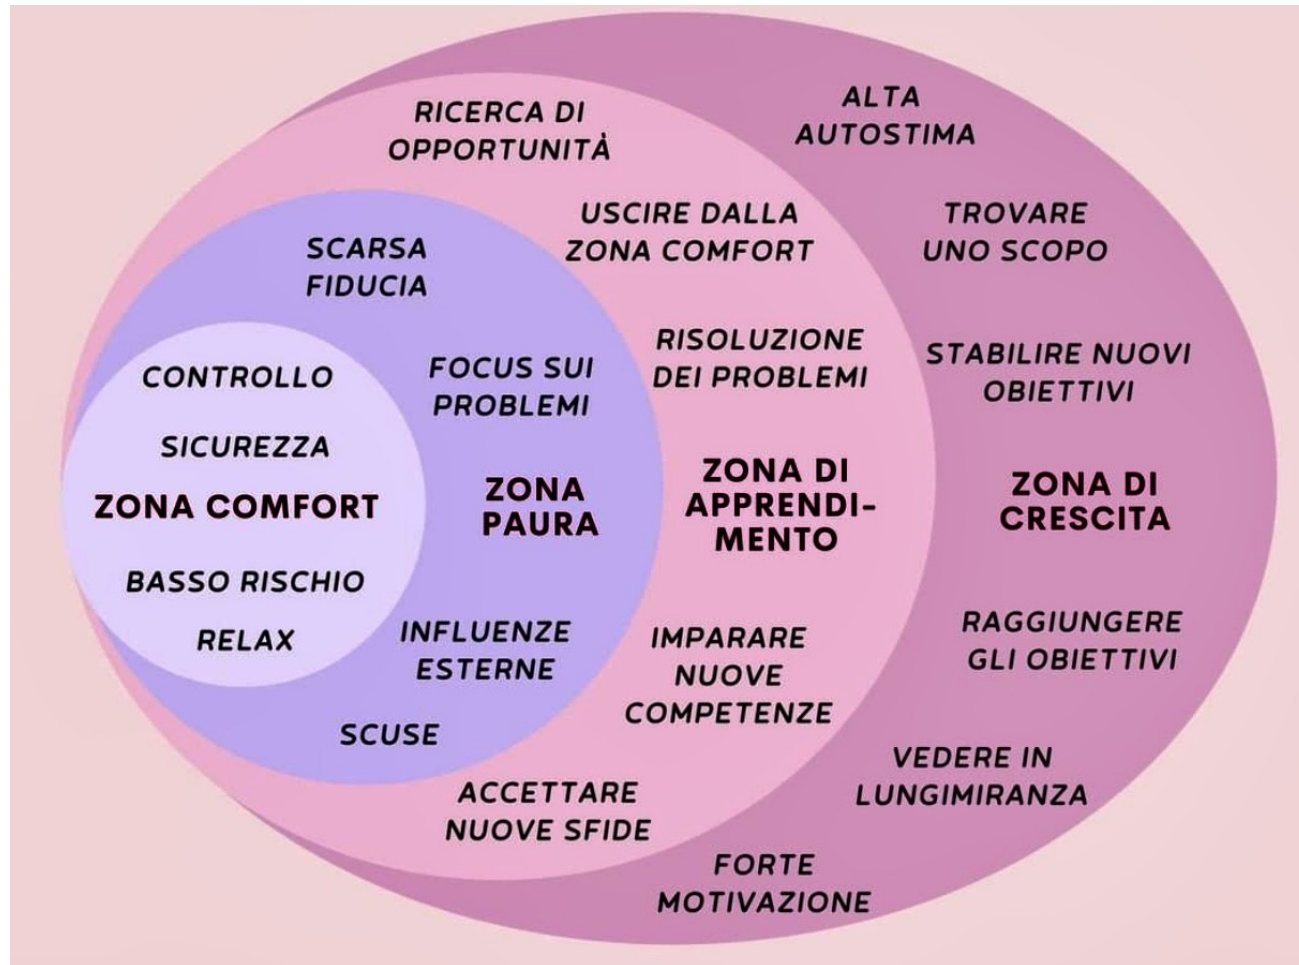 CONTROLLO
SICUREZZA
ZONA COMFORT
BASSO RISCHIO
RELAX
SCARSA
FIDUCIA
FOCUS SUI
PROBLEMI
ZONA
PAURA
INFLUENZE
ESTERNE
SCUSE
RICERCA DI
OPPORTUNITÀ
USCIRE DALLA
ZONA COMFORT
RISOLUZIONE
DEI PROBLEMI
ZONA DI
APPRENDI-
MENTO
IMPARARE
NUOVE
COMPETENZE
ACCETTARE
NUOVE SFIDE
ALTA
AUTOSTIMA
TROVARE
UNO SCOPO
STABILIRE NUOVI
OBIETTIVI
ZONA DI
CRESCITA
RAGGIUNGERE
GLI OBIETTIVI
VEDERE IN
LUNGIMIRANZA
FORTE
MOTIVAZIONE